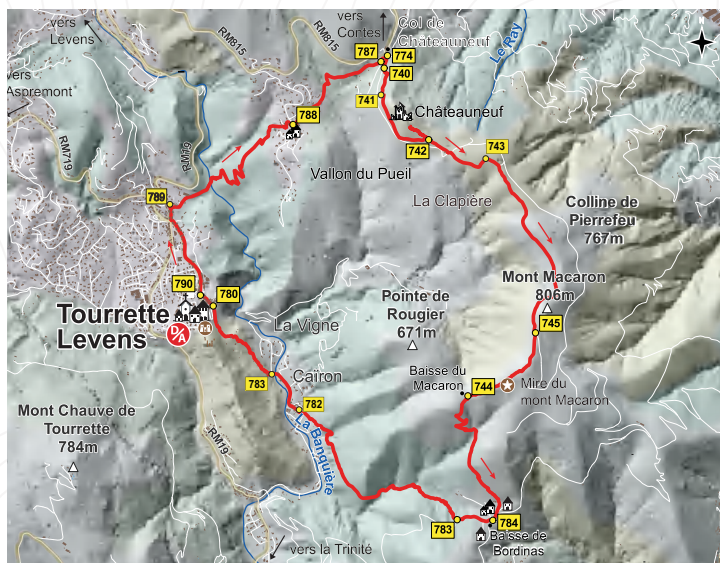 vers
Contes
Col de
Châteauneuf
Le Ray
vers
Levens
RM815
RM815
787
774
740
741
vers
Aspremont
788
Châteauneuf
742
743
RM719
RM19
Vallon du Pueil
La Clapière
789
Colline de
Pierrefeu
767m
790
780
Mont Macaron
806m
Tourrette
Levens
D/A
La Vigne
Pointe de
Rougier
671m
745
783
Caïron
Baisse du
Macaron
744
Mire du
mont Macaron
782
Mont Chauve de
Tourrette
784m
RM19
La Banquière
783
784
Baisse de
Bordinas
vers la Trinité